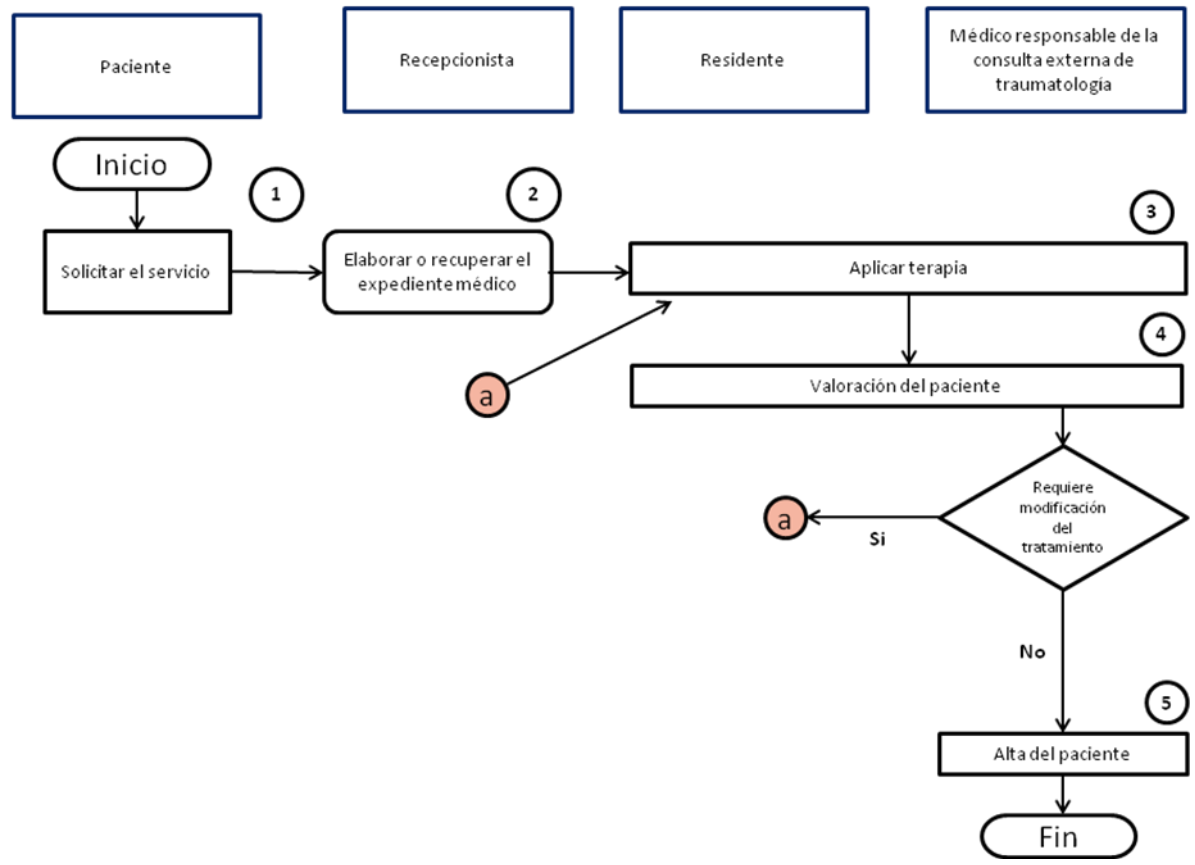 Paciente
Recepcionista
Residente
Médico responsable de la
consulta externa de
traumatología
Inicio
1
2
3
Solicitar el servicio
Elaborar o recuperar el
expediente médico
Aplicar terapia
4
a
Valoración del paciente
Requiere
modificación
del
tratamiento
a
Si
No
5
Alta del paciente
Fin